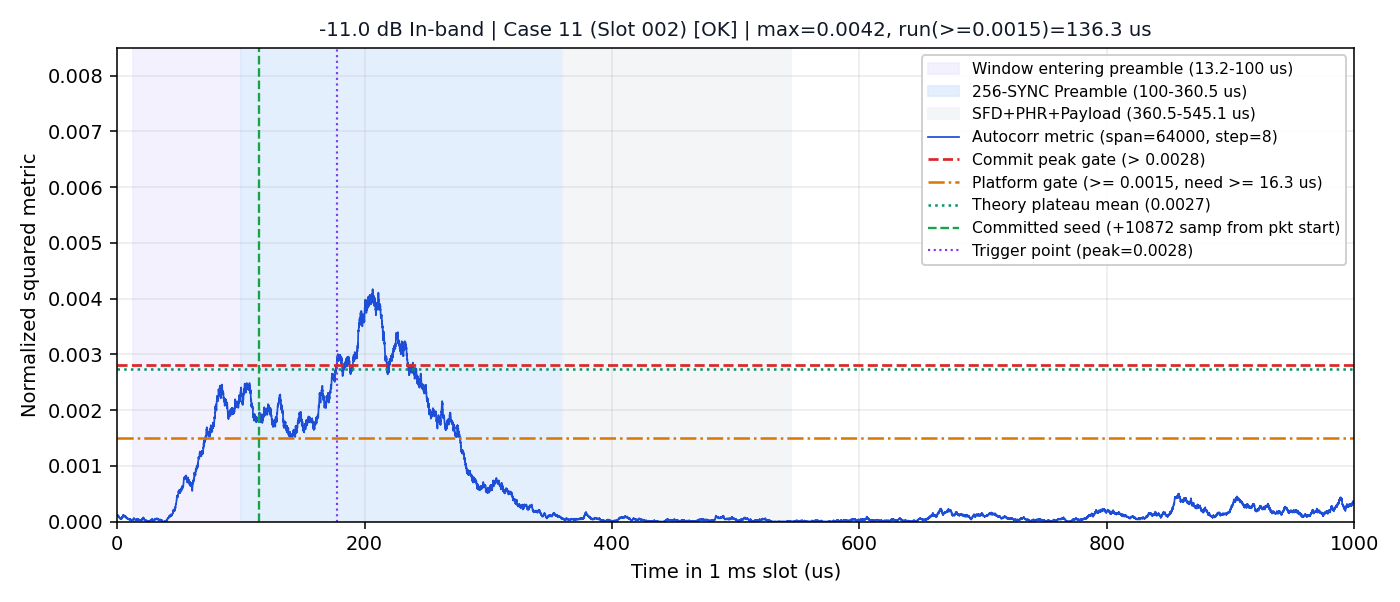 -11.0 dB In-band | Case 11 (Slot 002) [OK] | max=0.0042, run(>=0.0015)=136.3 us
Normalized squared metric
0.008
0.007
0.006
0.005
0.004
0.003
0.002
0.001
0.000
Window entering preamble (13.2-100 us)
256-SYNC Preamble (100-360.5 us)
SFD+PHR+Payload (360.5-545.1 us)
Autocorr metric (span=64000, step=8)
Commit peak gate (> 0.0028)
Platform gate (>= 0.0015, need >= 16.3 us)
Theory plateau mean (0.0027)
Committed seed (+10872 samp from pkt start)
Trigger point (peak=0.0028)
0 200 400 600 800 1000
Time in 1 ms slot (us)